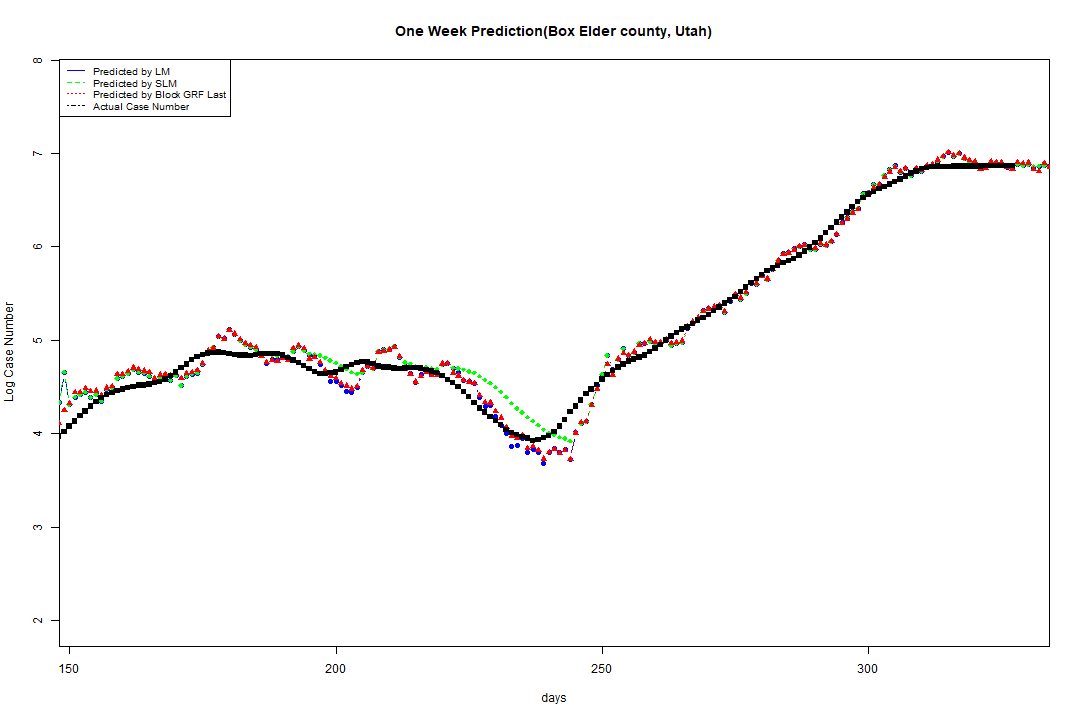 One Week Prediction(Box Elder county, Utah)
Predicted by LM
Predicted by SLM
Predicted by Block GRF Last
Actual Case Number
Log Case Number
8
7
6
5
4
3
2
150 200 250 300
days